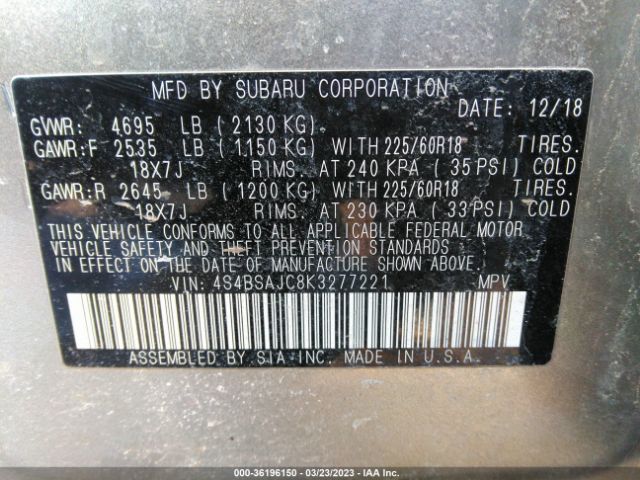 MFD BY SUBARU CORPORATION
DATE: 12/18
GVWR: 4695 LB (2130 KG)
GAWR:F 2535 LB (1150 KG) WITH 225/60R18 TIRES.
18X7J RIMS. AT 240 KPA (35 PSI) COLD
GAWR:R 2645 LB (1200 KG) WITH 225/60R18 TIRES.
18X7J RIMS. AT 230 KPA (33 PSI) COLD
THIS VEHICLE CONFORMS TO ALL APPLICABLE FEDERAL MOTOR
VEHICLE SAFETY AND THEFT PREVENTION STANDARDS
IN EFFECT ON THE DATE OF MANUFACTURE SHOWN ABOVE.
VIN: 4S4BSAJC8K3277221 MPV
ASSEMBLED BY SIA INC. MADE IN U.S.A.
000-36196150 — 03/23/2023 — IAA Inc.